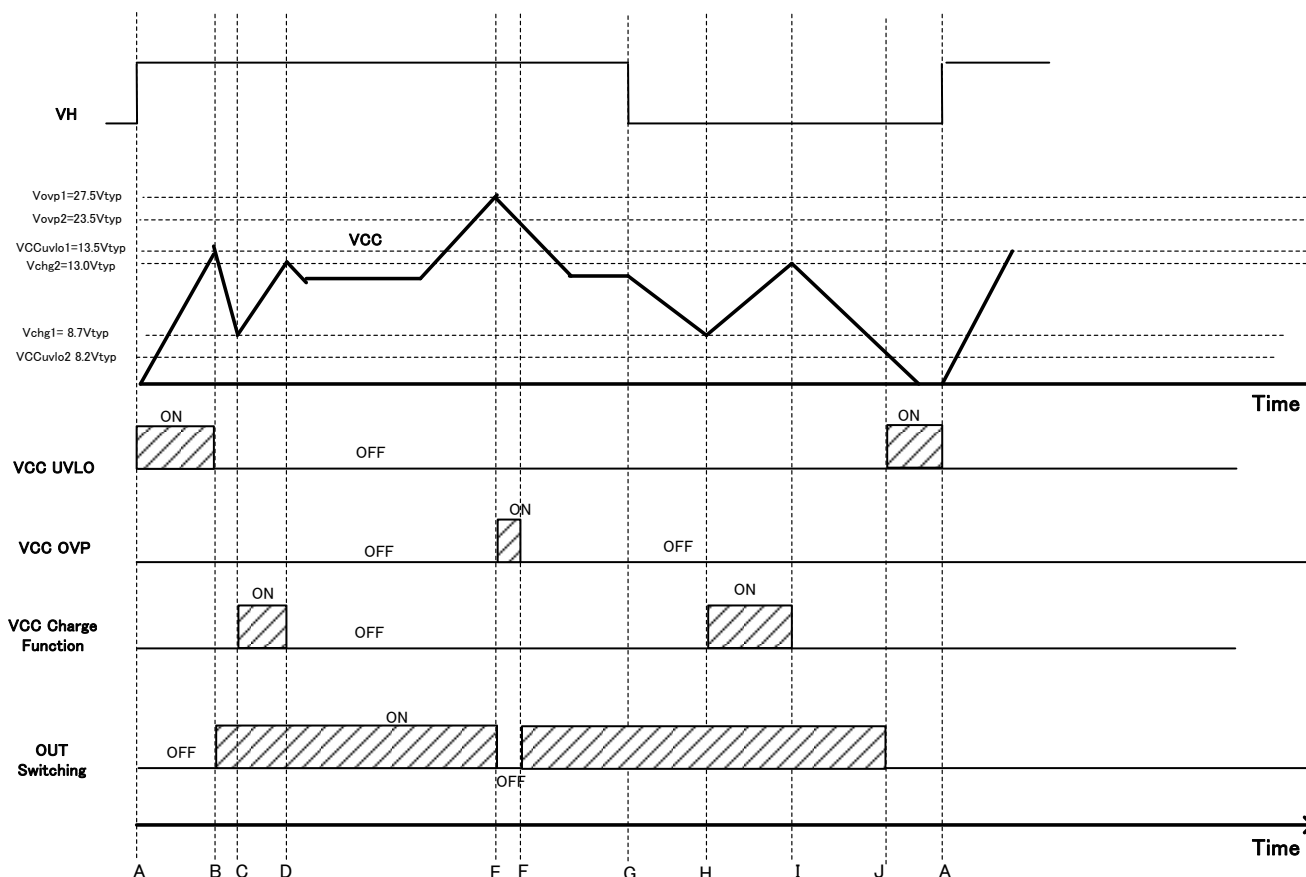 VH
Vovp1=27.5Vtyp
Vovp2=23.5Vtyp
VCC
VCCuvlo1=13.5Vtyp
Vchg2=13.0Vtyp
Vchg1= 8.7Vtyp
VCCuvlo2 8.2Vtyp
Time
ON
ON
VCC UVLO
OFF
ON
VCC OVP
OFF
OFF
ON
ON
VCC Charge
Function
OFF
ON
OUT
Switching
OFF
OFF
Time
A B C D E F G H I J A